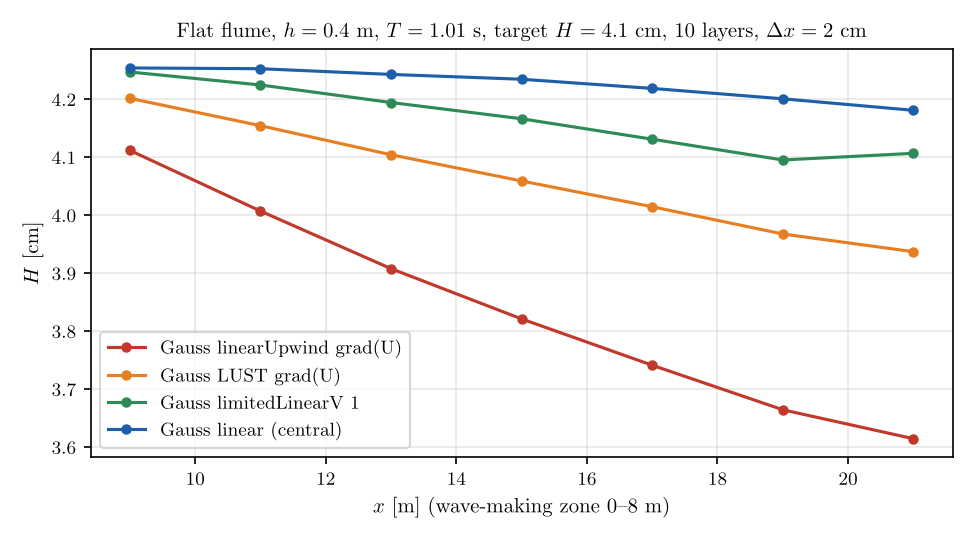 Flat flume, h = 0.4 m, T = 1.01 s, target H = 4.1 cm, 10 layers, Δx = 2 cm
4.2
4.1
4.0
3.9
3.8
3.7
3.6
H [cm]
Gauss linearUpwind grad(U)
Gauss LUST grad(U)
Gauss limitedLinearV 1
Gauss linear (central)
10 12 14 16 18 20
x [m] (wave-making zone 0–8 m)